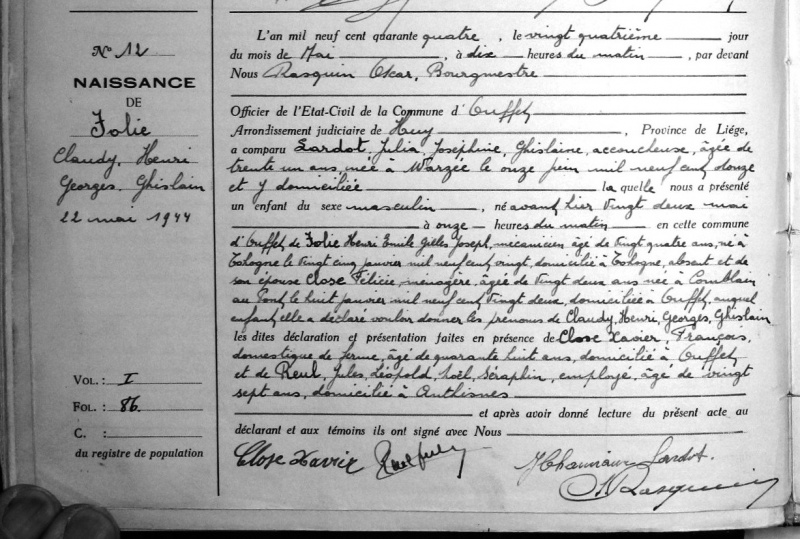 N° 12
NAISSANCE
DE
Folie
Claudy, Henri
Georges, Ghislain
22 mai 1944
VOL.: I
FOL.: 86.
C. :
du registre de population
L'an mil neuf cent quarante quatre, le vingt quatrième jour
du mois de Mai, à dix heures du matin, par devant
Nous Rasquin Oscar, Bourgmestre
Officier de l'Etat-Civil de la Commune d'Ouffet
Arrondissement judiciaire de Huy, Province de Liége,
a comparu Lardot, Julia, Joséphine, Ghislaine, accoucheuse, âgée de
trente un ans, née à Warzée le onze juin mil neuf cent douze
et y domiciliée la quelle nous a présenté
un enfant du sexe masculin, né avant hier vingt deux mai
à onze heures du matin en cette commune
d'Ouffet de Folie Henri Emile Gilles Joseph, mécanicien âgé de vingt quatre ans, né à
Tohogne le vingt cinq janvier mil neuf cent vingt, domicilié à Tohogne, absent et de
son épouse Close Félicie, ménagère, âgée de vingt deux ans née à Comblain
au Pont le huit janvier mil neuf cent vingt deux, domiciliée à Ouffet, auquel
enfant elle a déclaré vouloir donner les prénoms de Claudy, Henri, Georges, Ghislain
les dites déclaration et présentation faites en présence de Close Xavier, François,
domestique de ferme, âgé de quarante huit ans, domicilié à Ouffet
et de Reul, Jules, Léopold, Noël, Séraphin, employé, âgé de vingt
sept ans, domicilié à Anthisnes
et après avoir donné lecture du présent acte au
déclarant et aux témoins ils ont signé avec Nous
Close Xavier Reul Lardot.
Rasquin